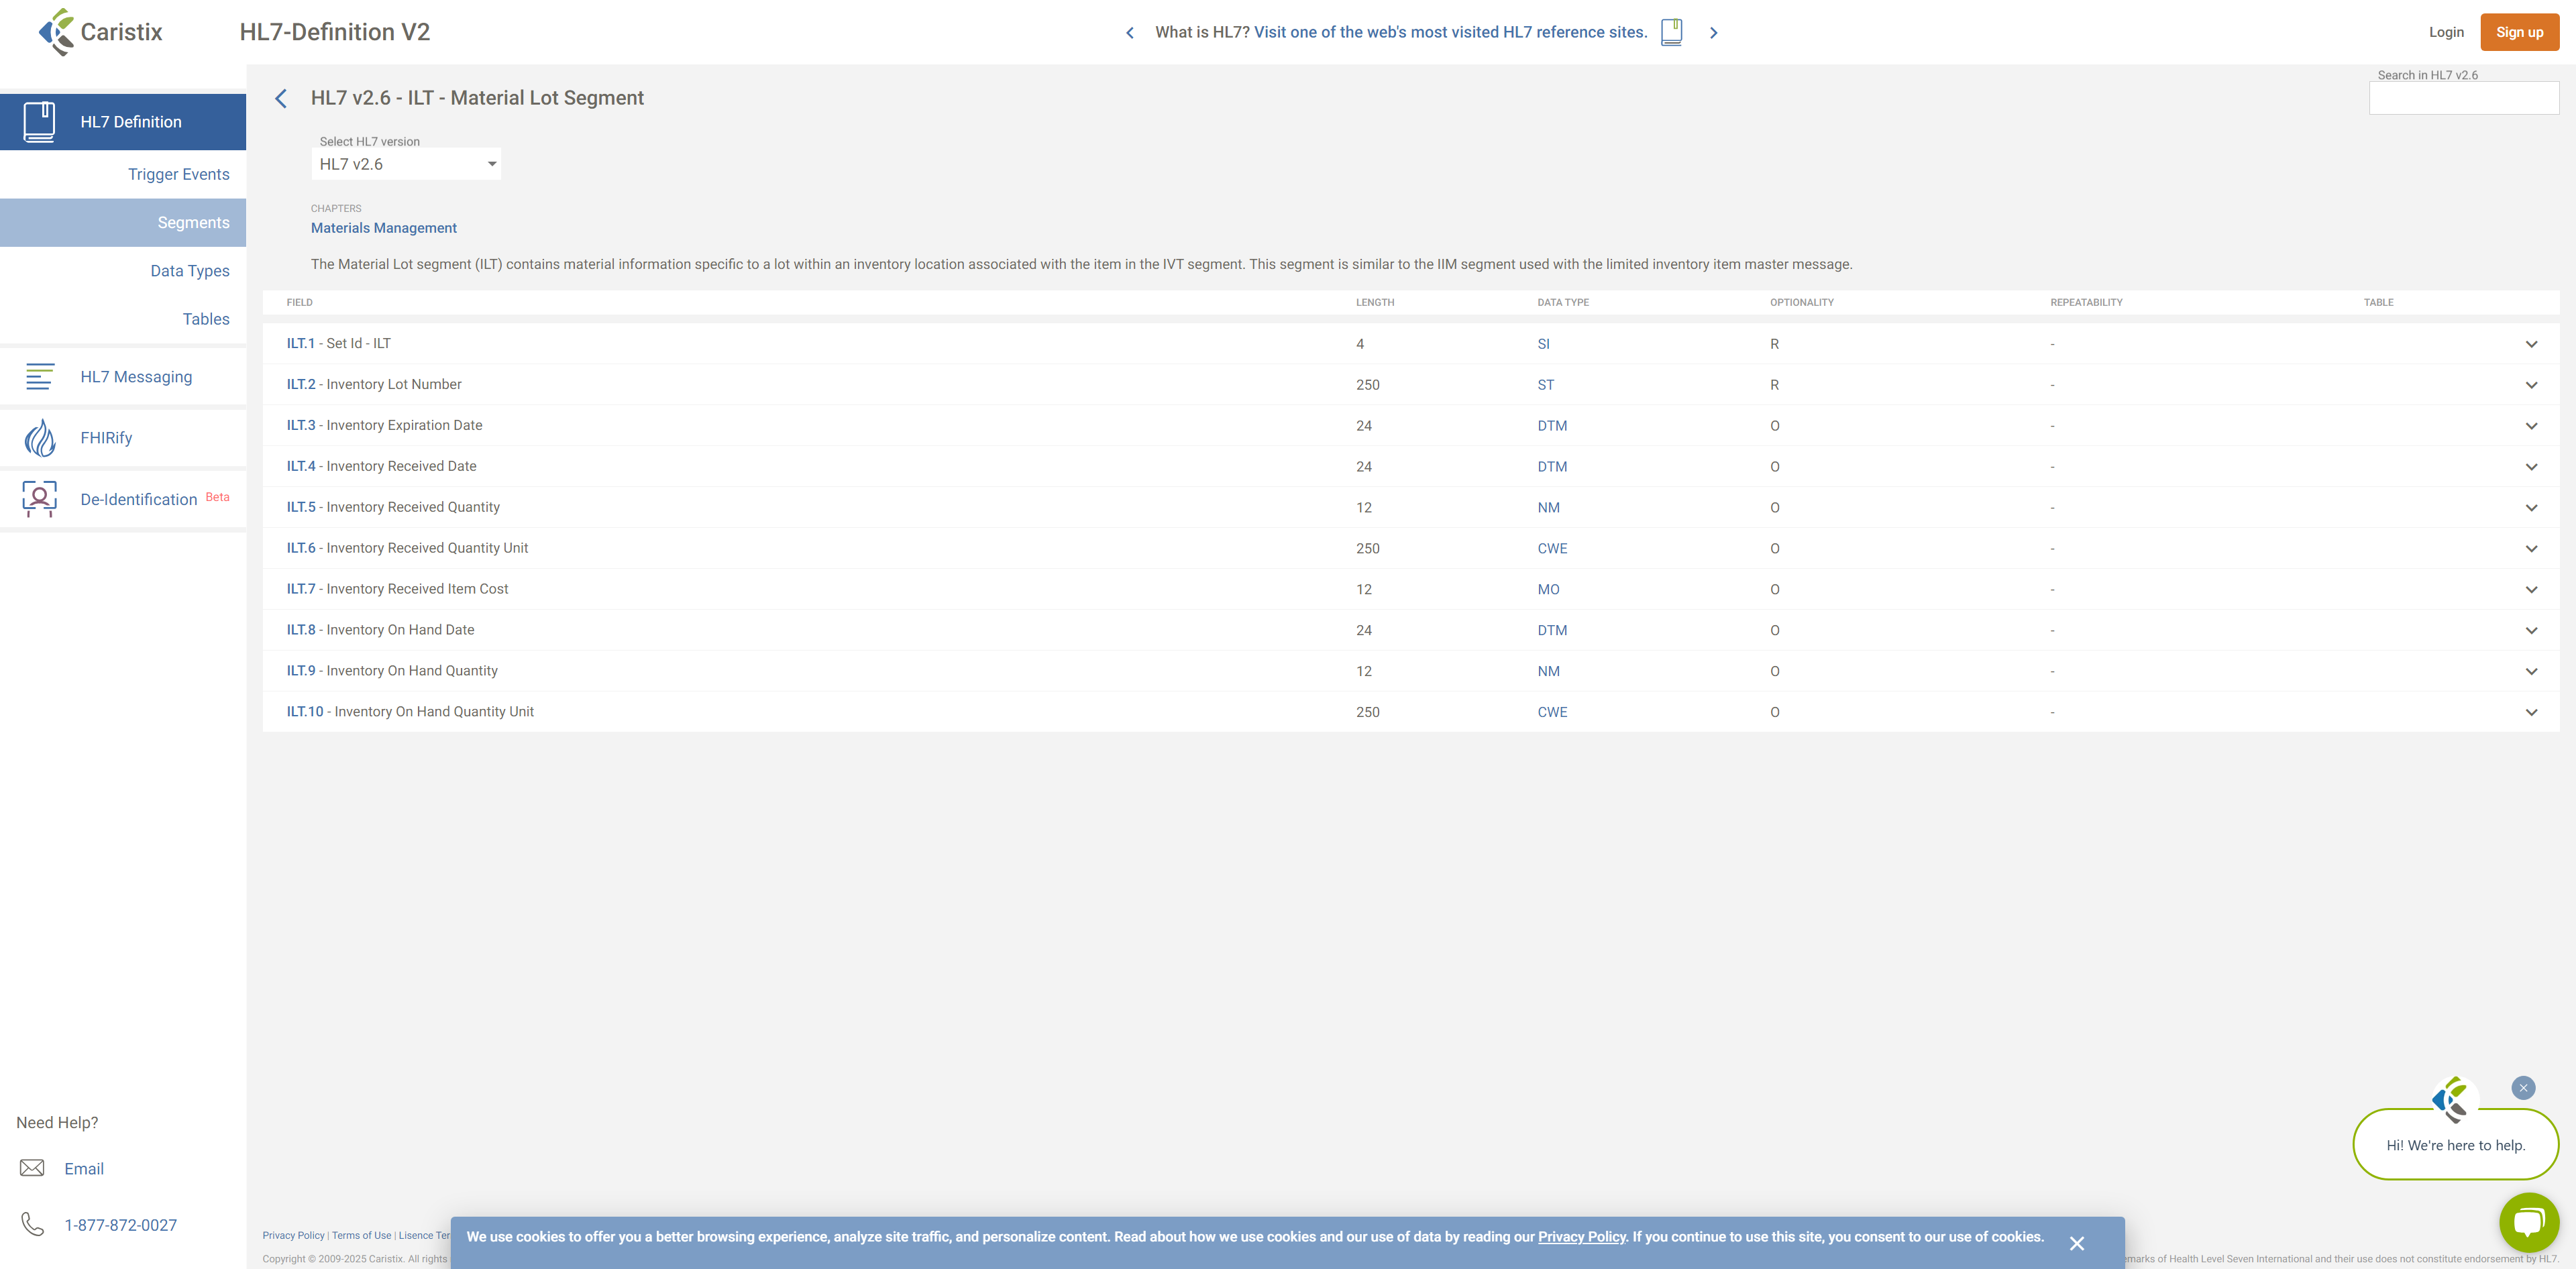 Caristix
HL7-Definition V2
What is HL7? Visit one of the web's most visited HL7 reference sites.
Login
Sign up
HL7 Definition
Trigger Events
Segments
Data Types
Tables
HL7 Messaging
FHIRify
De-Identification Beta
Need Help?
Email
1-877-872-0027
HL7 v2.6 - ILT - Material Lot Segment
Search in HL7 v2.6
Select HL7 version
HL7 v2.6
CHAPTERS
Materials Management
The Material Lot segment (ILT) contains material information specific to a lot within an inventory location associated with the item in the IVT segment. This segment is similar to the IIM segment used with the limited inventory item master message.
FIELD LENGTH DATA TYPE OPTIONALITY REPEATABILITY TABLE
ILT.1 - Set Id - ILT 4 SI R -
ILT.2 - Inventory Lot Number 250 ST R -
ILT.3 - Inventory Expiration Date 24 DTM O -
ILT.4 - Inventory Received Date 24 DTM O -
ILT.5 - Inventory Received Quantity 12 NM O -
ILT.6 - Inventory Received Quantity Unit 250 CWE O -
ILT.7 - Inventory Received Item Cost 12 MO O -
ILT.8 - Inventory On Hand Date 24 DTM O -
ILT.9 - Inventory On Hand Quantity 12 NM O -
ILT.10 - Inventory On Hand Quantity Unit 250 CWE O -
Hi! We're here to help.
Privacy Policy | Terms of Use | Lisence Ter
We use cookies to offer you a better browsing experience, analyze site traffic, and personalize content. Read about how we use cookies and our use of data by reading our Privacy Policy. If you continue to use this site, you consent to our use of cookies.
Copyright © 2009-2025 Caristix. All rights
emarks of Health Level Seven International and their use does not constitute endorsement by HL7.